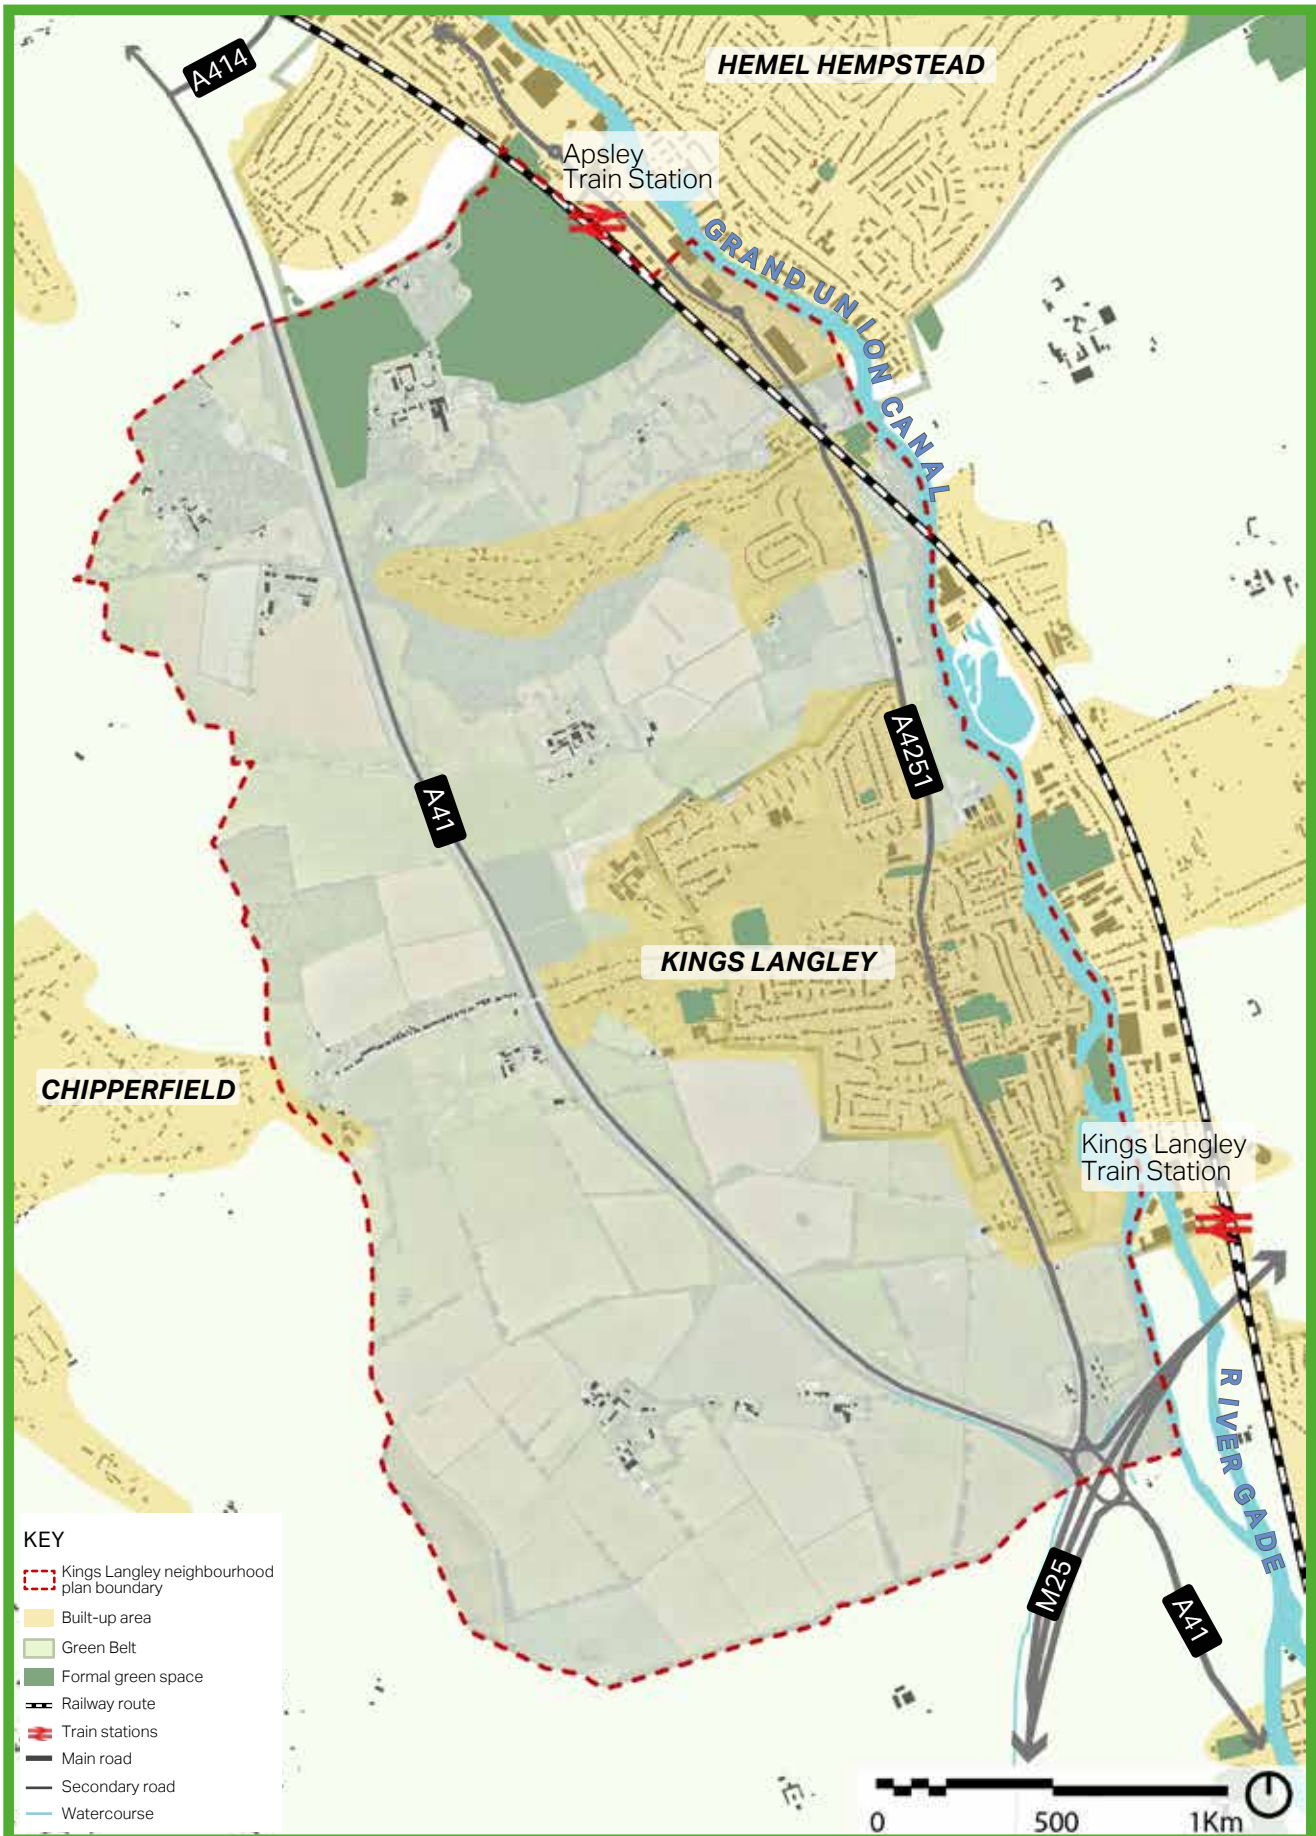 A414
HEMEL HEMPSTEAD
Apsley
Train Station
GRAND UNION CANAL
A4251
A41
KINGS LANGLEY
CHIPPERFIELD
Kings Langley
Train Station
RIVER GADE
M25
A41
KEY
Kings Langley neighbourhood
plan boundary
Built-up area
Green Belt
Formal green space
Railway route
Train stations
Main road
Secondary road
Watercourse
0 500 1Km